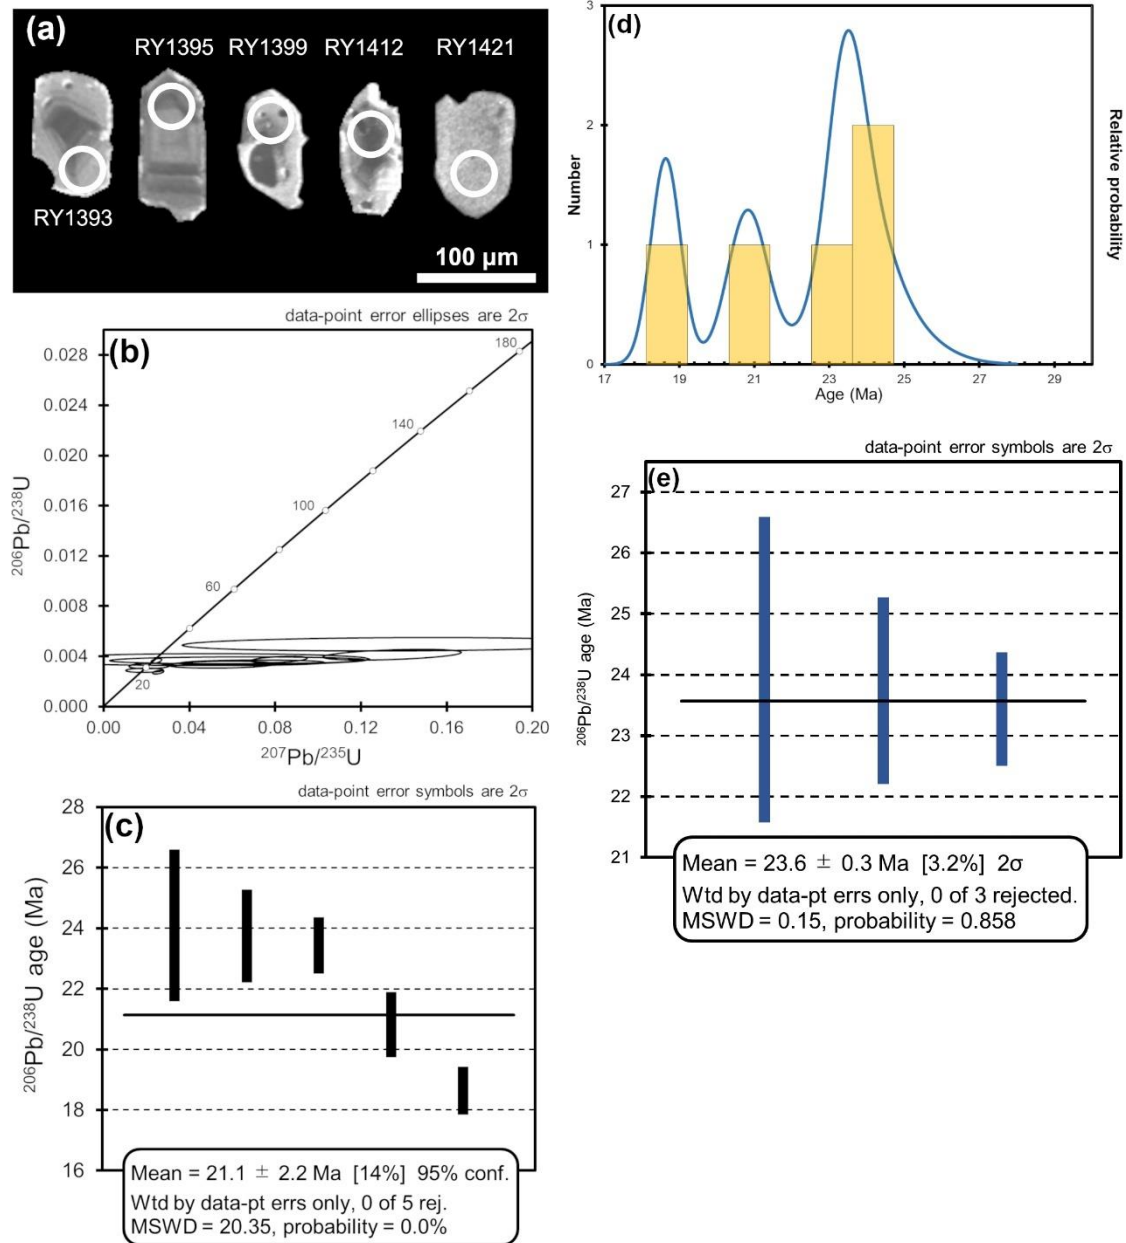 (a)
RY1395 RY1399 RY1412 RY1421
RY1393
100 µm
data-point error ellipses are 2σ
(b)
0.028
0.024
0.020
0.016
0.012
0.008
0.004
0.000
180
140
100
60
20
0.00 0.04 0.08 0.12 0.16 0.20
²⁰⁶Pb/²³⁸U
²⁰⁷Pb/²³⁵U
data-point error symbols are 2σ
(c)
28
26
24
22
20
18
16
²⁰⁶Pb/²³⁸U age (Ma)
Mean = 21.1 ± 2.2 Ma [14%] 95% conf.
Wtd by data-pt errs only, 0 of 5 rej.
MSWD = 20.35, probability = 0.0%
(d)
3
2
1
0
17 19 21 23 25 27 29
Number
Age (Ma)
Relative probability
data-point error symbols are 2σ
(e)
27
26
25
24
23
22
21
²⁰⁶Pb/²³⁸U age (Ma)
Mean = 23.6 ± 0.3 Ma [3.2%] 2σ
Wtd by data-pt errs only, 0 of 3 rejected.
MSWD = 0.15, probability = 0.858